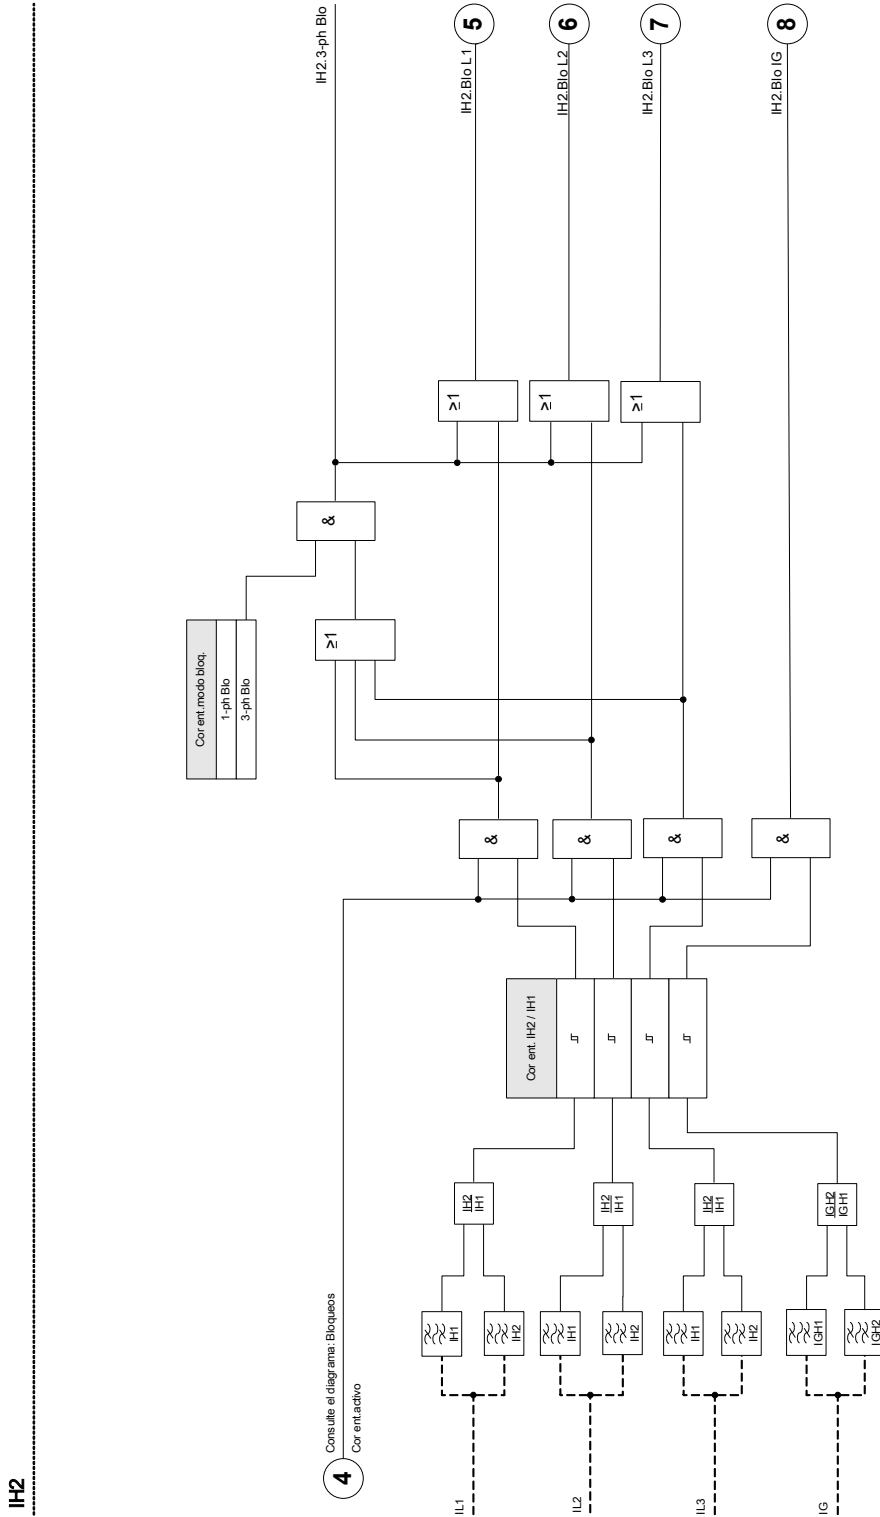 IH2
4
Consulte el diagrama: Bloqueos
Cor ent.activo
IL1
IL2
IL3
IG
IH1
IH2
IH1
IH2
IH1
IH2
IGH1
IGH2
IH2
IH1
IH2
IH1
IH2
IH1
IGH2
IGH1
Cor ent. IH2 / IH1
&
&
&
&
Cor ent.modo bloq.
1-ph Blo
3-ph Blo
≥1
&
≥1
≥1
≥1
IH2.3-ph Blo
IH2.Blo L1
5
IH2.Blo L2
6
IH2.Blo L3
7
IH2.Blo IG
8